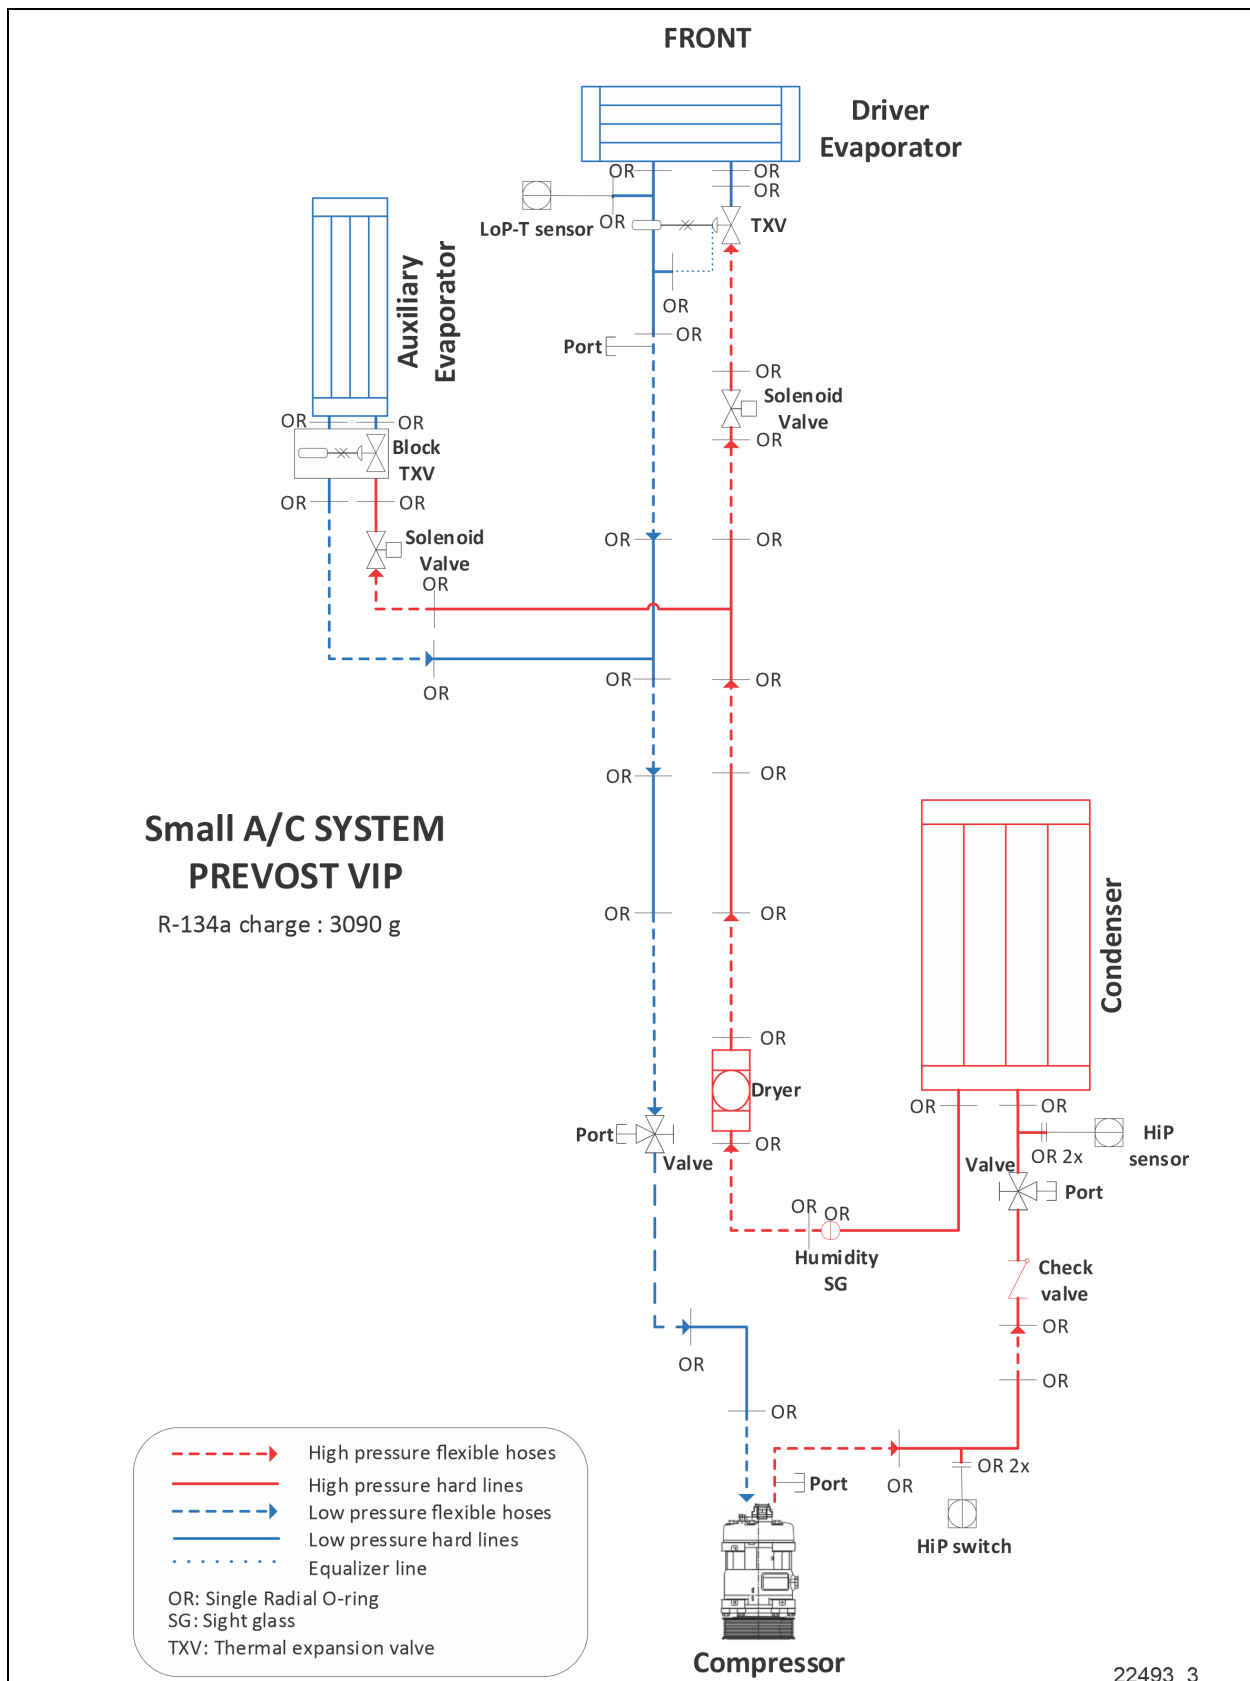 FRONT
Driver
Evaporator
OR
OR
OR
OR
LoP-T sensor
TXV
OR
OR
Port
Auxiliary
Evaporator
OR
Solenoid
Valve
OR
OR
OR
Block
TXV
OR
OR
Solenoid
Valve
OR
OR
OR
OR
OR
OR
OR
OR
Small A/C SYSTEM
PREVOST VIP
R-134a charge : 3090 g
OR
OR
Condenser
OR
Dryer
OR
OR
OR
Port
Valve
HiP
sensor
OR 2x
Valve
Port
OR
OR
Humidity
SG
Check
valve
OR
OR
OR
OR
OR 2x
Port
OR
HiP switch
Compressor
High pressure flexible hoses
High pressure hard lines
Low pressure flexible hoses
Low pressure hard lines
Equalizer line
OR: Single Radial O-ring
SG: Sight glass
TXV: Thermal expansion valve
22493_3